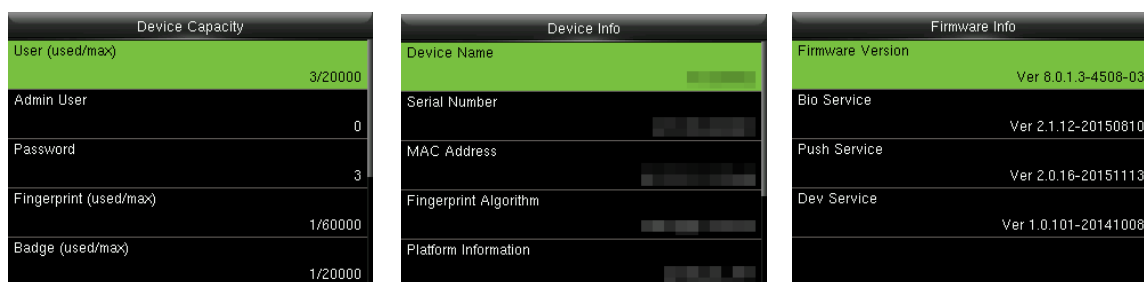 Device Capacity
User (used/max)
3/20000
Admin User
0
Password
3
Fingerprint (used/max)
1/60000
Badge (used/max)
1/20000
Device Info
Device Name
Serial Number
MAC Address
Fingerprint Algorithm
Platform Information
Firmware Info
Firmware Version
Ver 8.0.1.3-4508-03
Bio Service
Ver 2.1.12-20150810
Push Service
Ver 2.0.16-20151113
Dev Service
Ver 1.0.101-20141008